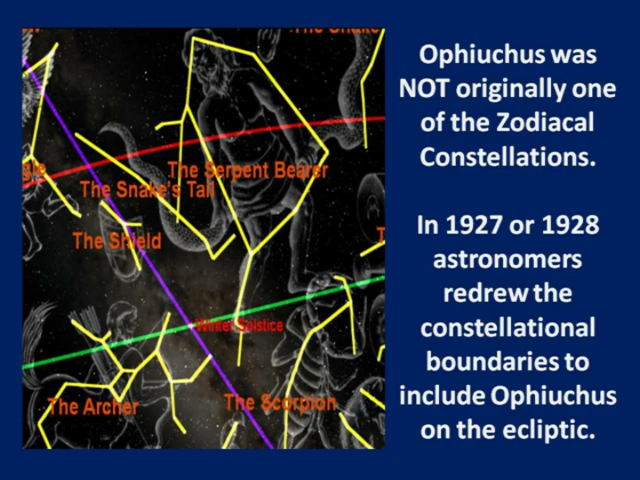 The Snake
The Serpent Bearer
The Snake's Tail
The Shield
Winter Solstice
The Archer
The Scorpion
Ophiuchus was
NOT originally one
of the Zodiacal
Constellations.
In 1927 or 1928
astronomers
redrew the
constellational
boundaries to
include Ophiuchus
on the ecliptic.